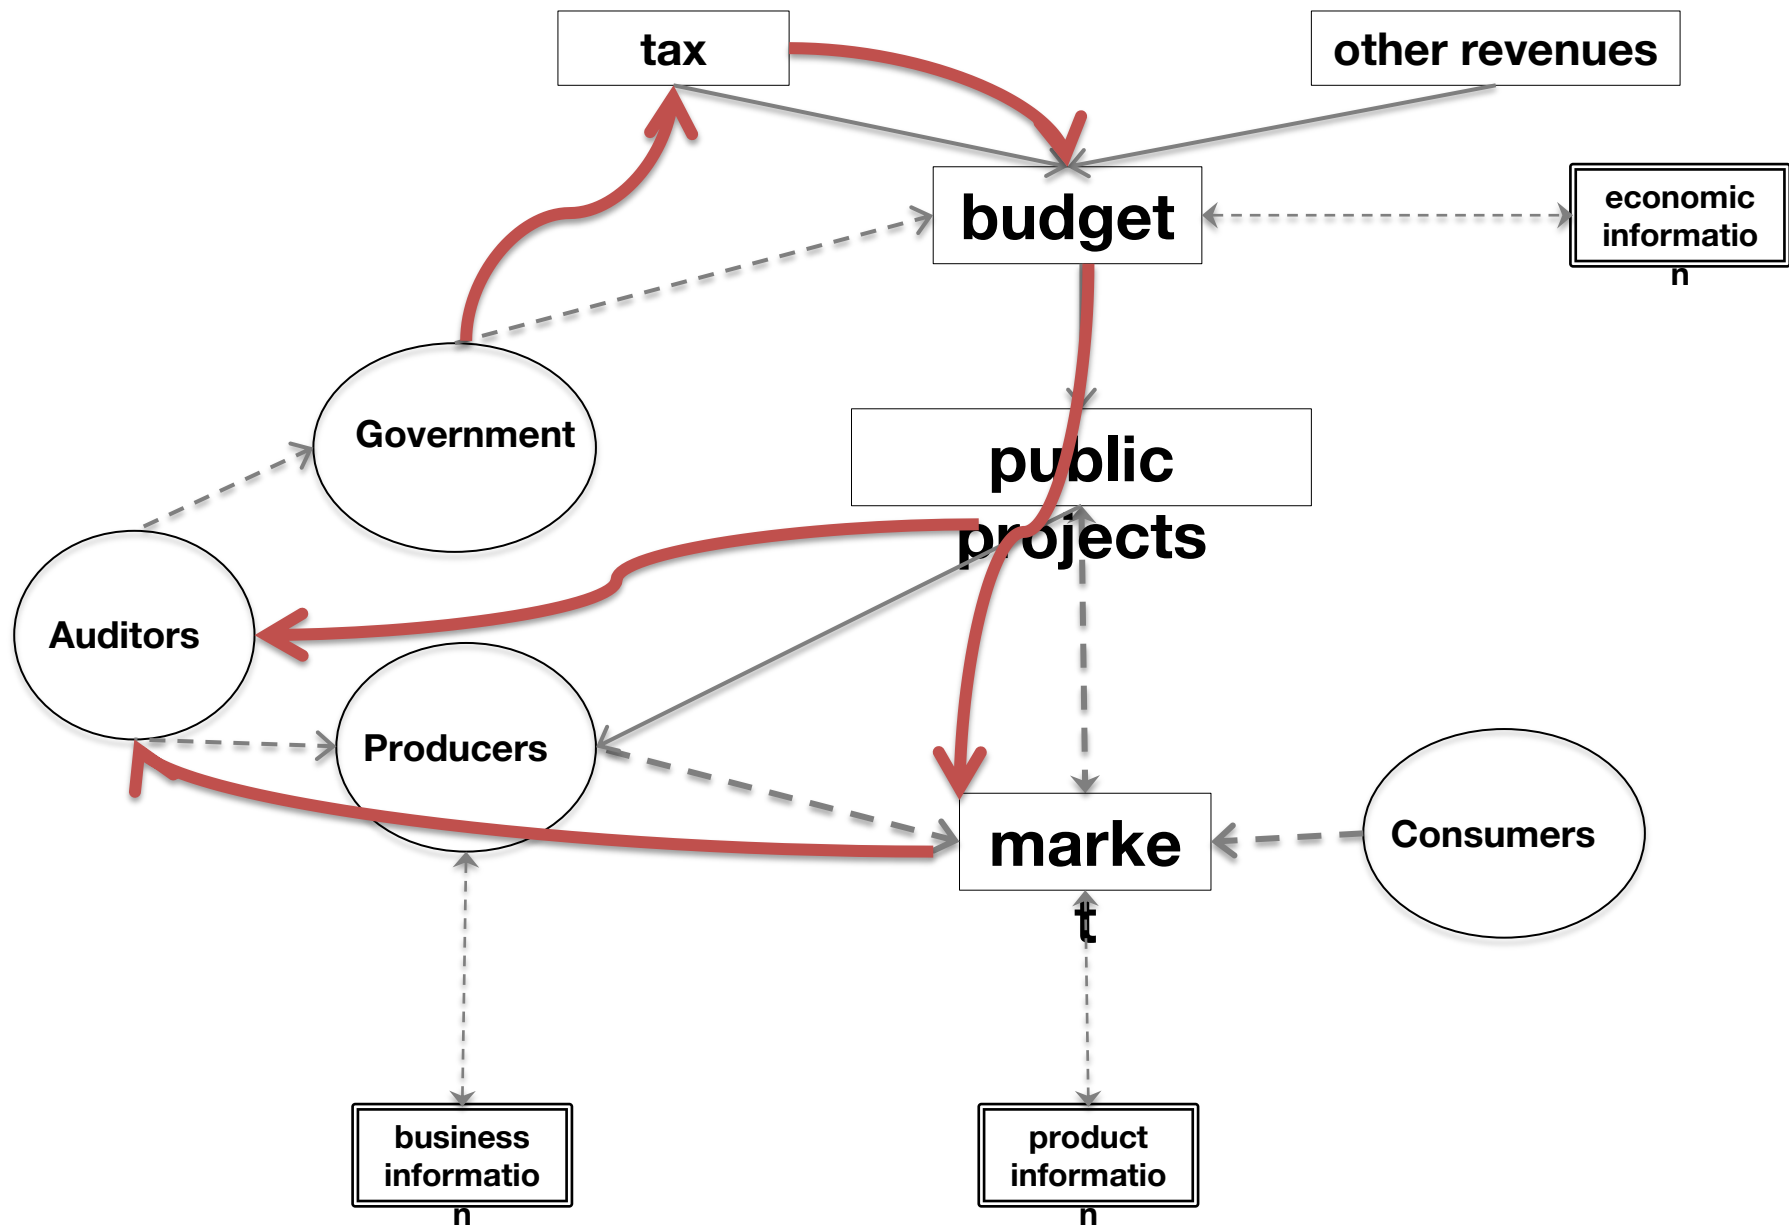 tax
other revenues
budget
economic
informatio
n
Government
public
projects
Auditors
Producers
marke
t
Consumers
business
informatio
n
product
informatio
n